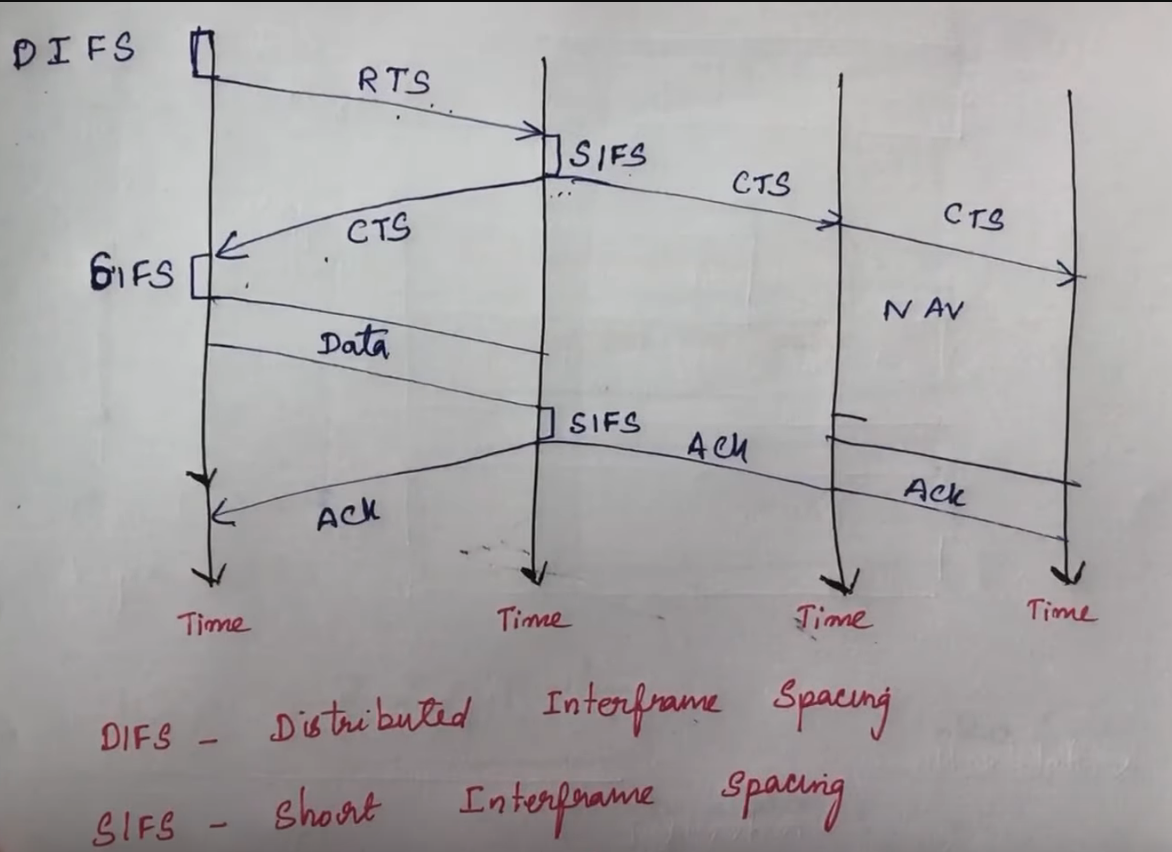 DIFS
RTS
SIFS
CTS
CTS
CTS
SIFS
NAV
Data
SIFS
Ack
Ack
Ack
Time
Time
Time
Time
DIFS - Distributed Interframe Spacing
SIFS - Short Interframe Spacing